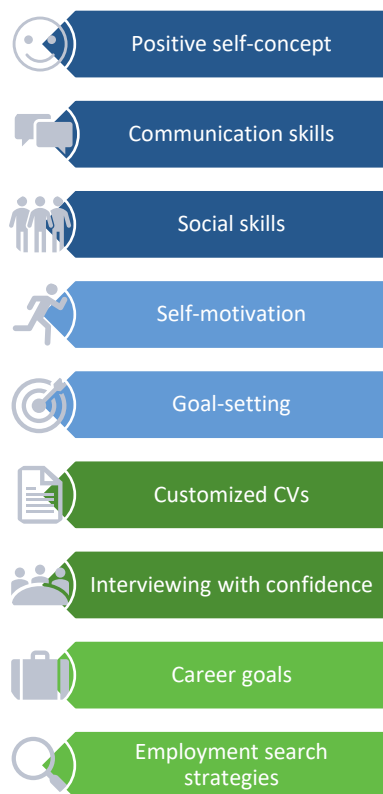 Positive self-concept
Communication skills
Social skills
Self-motivation
Goal-setting
Customized CVs
Interviewing with confidence
Career goals
Employment search
strategies